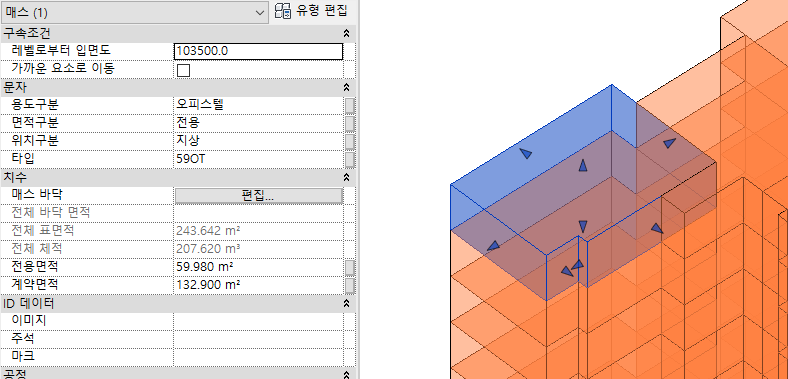 매스 (1) 유형 편집
구속조건
레벨로부터 입면도 103500.0
가까운 요소로 이동
문자
용도구분 오피스텔
면적구분 전용
위치구분 지상
타입 59OT
치수
매스 바닥 편집...
전체 바닥 면적
전체 표면적 243.642 m²
전체 체적 207.620 m³
전용면적 59.980 m²
계약면적 132.900 m²
ID 데이터
이미지
주석
마크
공정